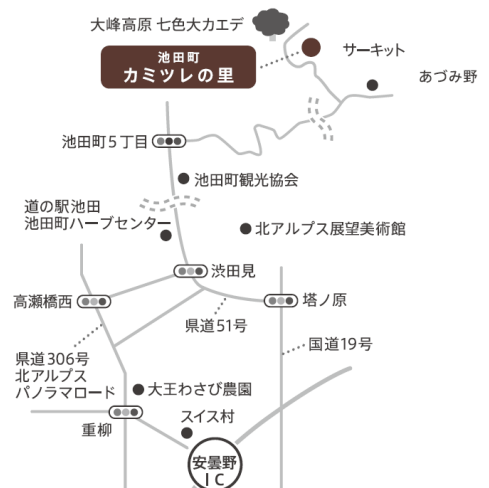 大峰高原 七色大カエデ
池田町
カミツレの里
サーキット
あづみ野
池田町5丁目
池田町観光協会
道の駅池田
池田町ハーブセンター
北アルプス展望美術館
渋田見
高瀬橋西
塔ノ原
県道51号
国道19号
県道306号
北アルプス
パノラマロード
大王わさび農園
スイス村
重柳
安曇野
IC